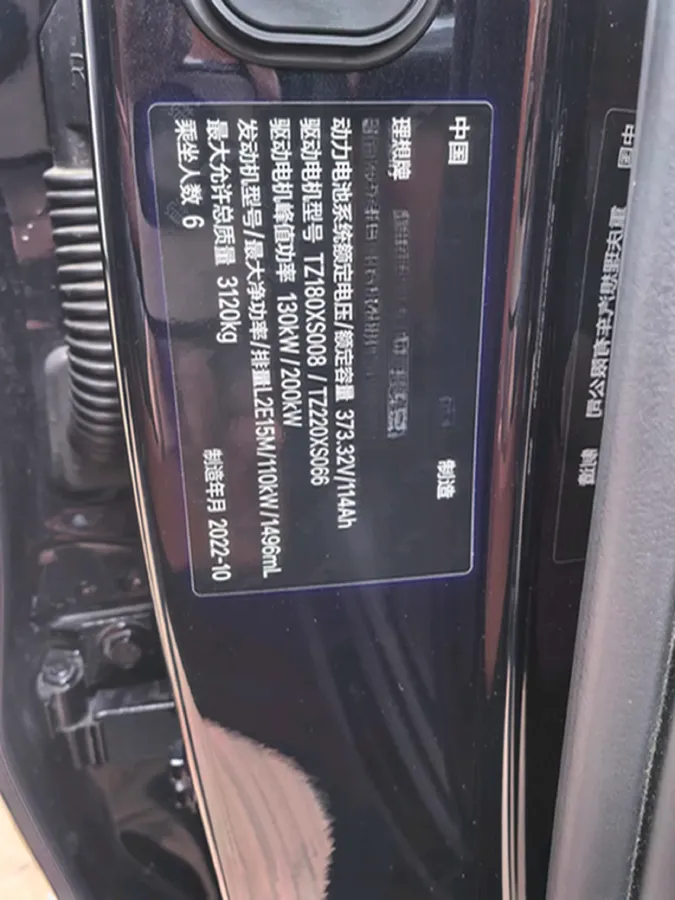 中国 制造
理想牌
动力电池系统额定电压/额定容量 373.32V/114Ah
驱动电机型号 TZ180XS008 / TZ220XS066
驱动电机峰值功率 130kW/200kW
发动机型号/最大净功率/排量L2E15M/110kW/1496mL
最大允许总质量 3120kg
乘坐人数 6 制造年月 2022-10